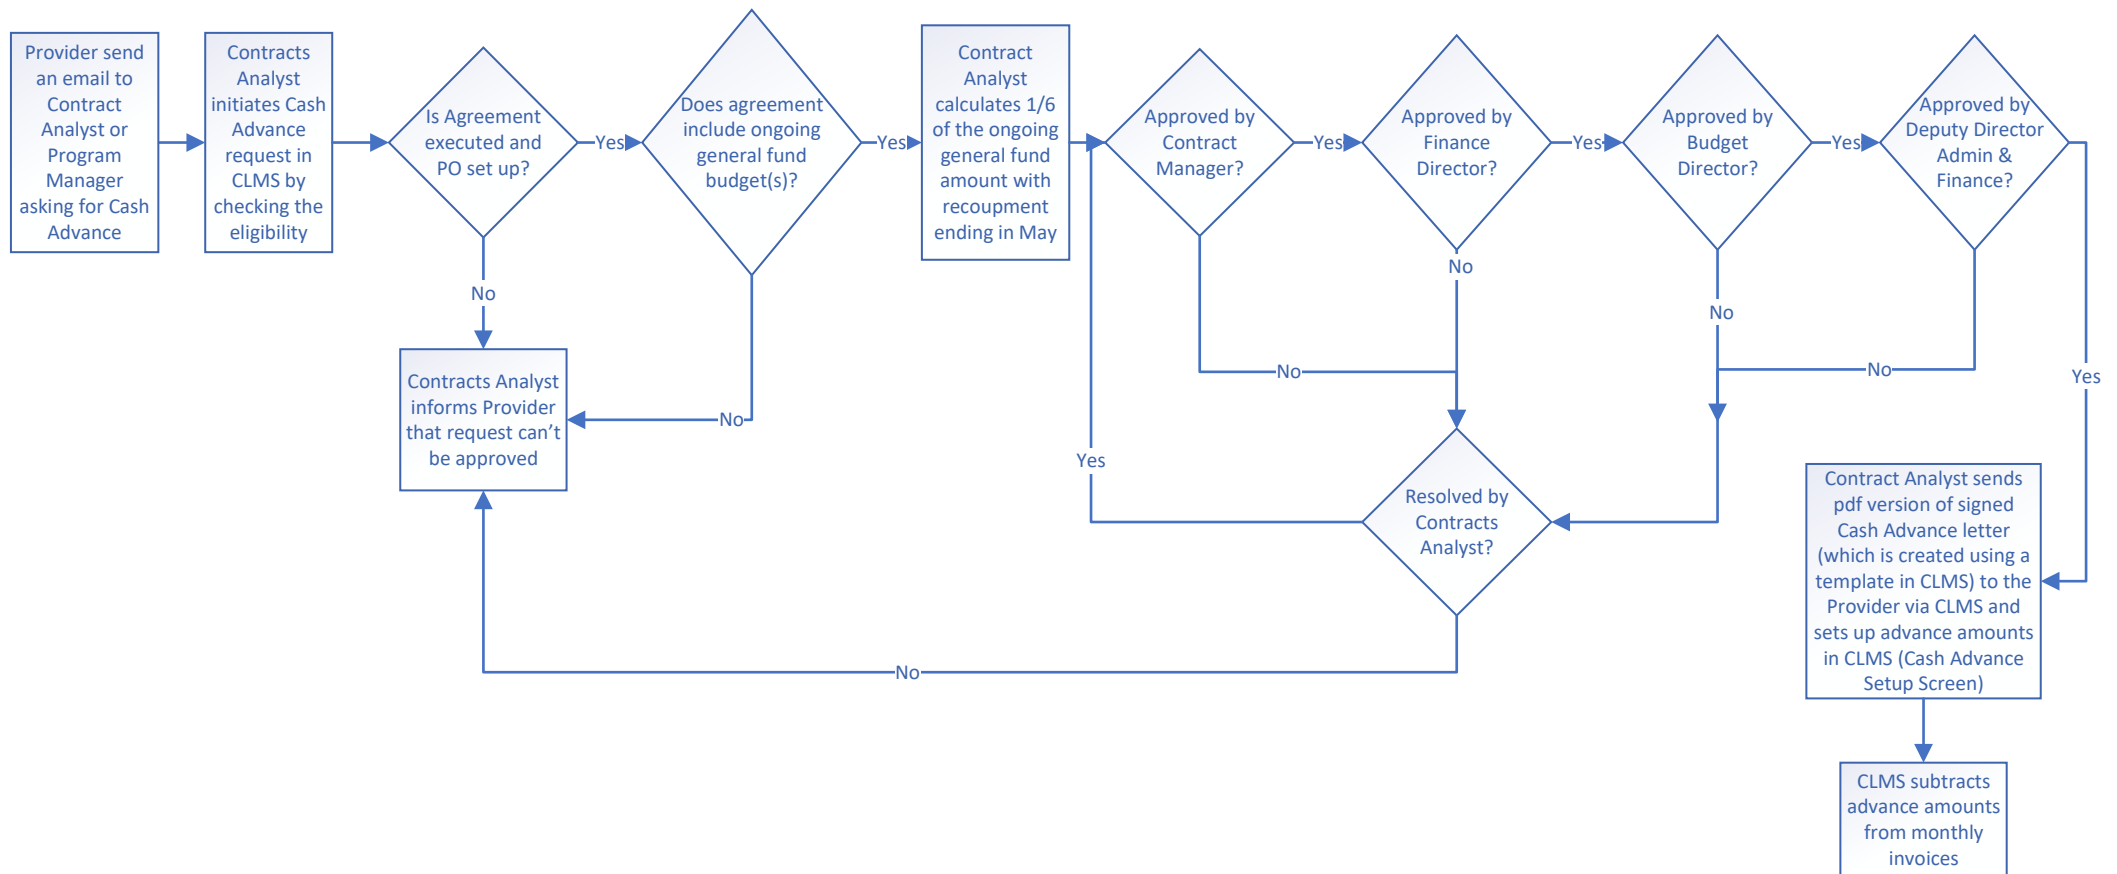 Provider send
an email to
Contract
Analyst or
Program
Manager
asking for Cash
Advance
Contracts
Analyst
initiates Cash
Advance
request in
CLMS by
checking the
eligibility
Is Agreement
executed and
PO set up?
Yes
No
Does agreement
include ongoing
general fund
budget(s)?
Yes
No
Contract
Analyst
calculates 1/6
of the ongoing
general fund
amount with
recoupment
ending in May
Approved by
Contract
Manager?
Yes
No
Approved by
Finance
Director?
Yes
No
Approved by
Budget
Director?
Yes
No
Approved by
Deputy Director
Admin &
Finance?
No
Yes
Contracts Analyst
informs Provider
that request can’t
be approved
Resolved by
Contracts
Analyst?
Yes
No
Contract Analyst sends
pdf version of signed
Cash Advance letter
(which is created using a
template in CLMS) to the
Provider via CLMS and
sets up advance amounts
in CLMS (Cash Advance
Setup Screen)
CLMS subtracts
advance amounts
from monthly
invoices